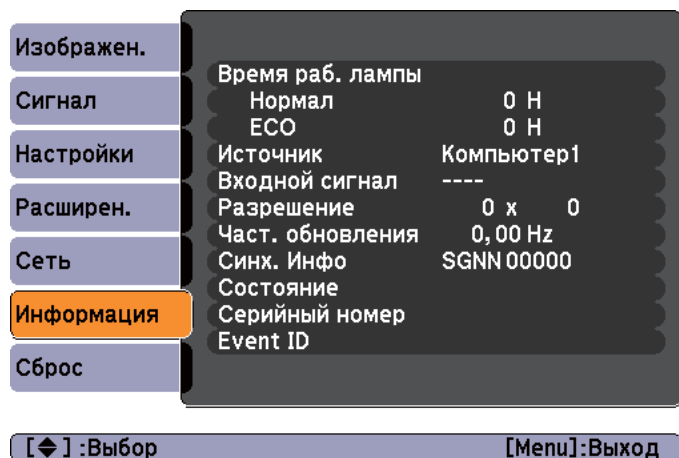 Изображен.
Сигнал
Настройки
Расширен.
Сеть
Информация
Сброс
Время раб. лампы
Нормал 0 H
ECO 0 H
Источник Компьютер1
Входной сигнал ----
Разрешение 0 x 0
Част. обновления 0,00 Hz
Синх. Инфо SGNN 00000
Состояние
Серийный номер
Event ID
[◆] :Выбор [Menu]:Выход